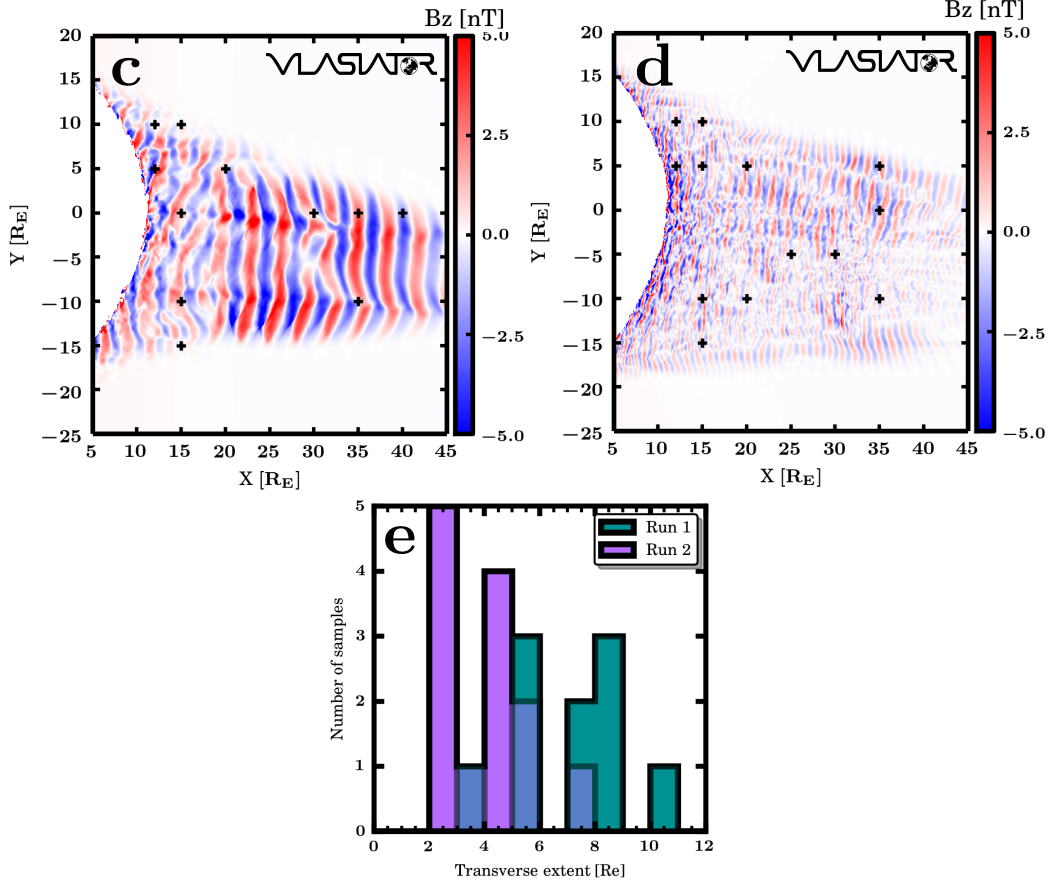 Bz [nT]
Bz [nT]
c
VLASIATOR
d
VLASIATOR
20
15
10
5
0
−5
−10
−15
−20
−25
5 10 15 20 25 30 35 40 45
X [R_E]
Y [R_E]
5.0
2.5
0.0
−2.5
−5.0
20
15
10
5
0
−5
−10
−15
−20
−25
5 10 15 20 25 30 35 40 45
X [R_E]
Y [R_E]
5.0
2.5
0.0
−2.5
−5.0
e
Run 1
Run 2
5
4
3
2
1
0
Number of samples
0 2 4 6 8 10 12
Transverse extent [Re]